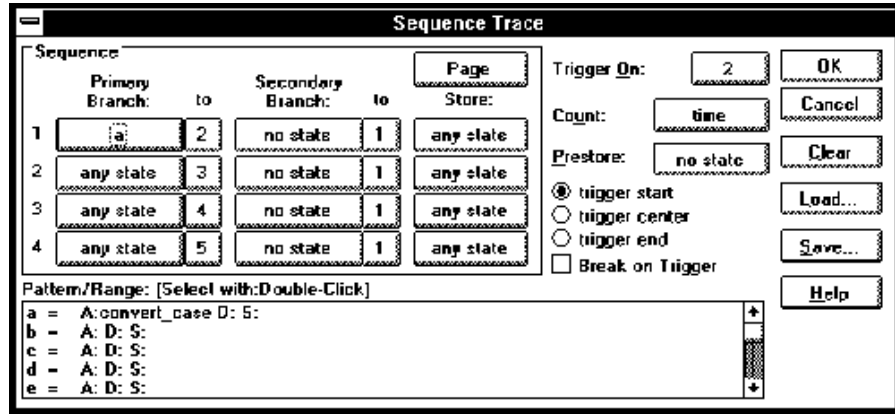 Sequence Trace
Sequence
Page
Primary Branch: to Secondary Branch: to Store:
1 a 2 no state 1 any state
2 any state 3 no state 1 any state
3 any state 4 no state 1 any state
4 any state 5 no state 1 any state
Trigger On: 2
Count: time
Prestore: no state
trigger start
trigger center
trigger end
Break on Trigger
OK
Cancel
Clear
Load...
Save...
Help
Pattern/Range: [Select with:Double-Click]
a = A:convert_case D: S:
b = A: D: S:
c = A: D: S:
d = A: D: S:
e = A: D: S: